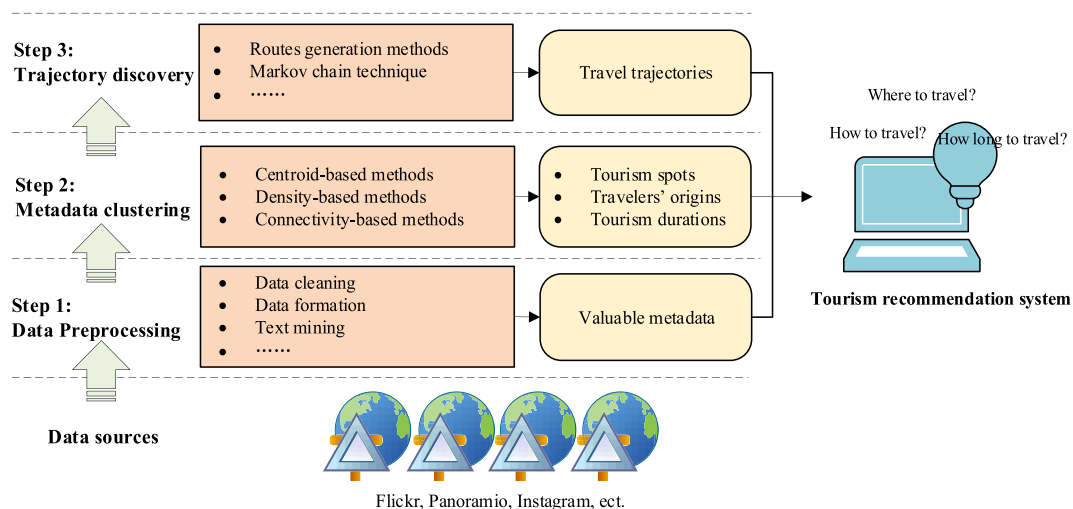 Step 3:
Trajectory discovery
• Routes generation methods
• Markov chain technique
• ……
Travel trajectories
Step 2:
Metadata clustering
• Centroid-based methods
• Density-based methods
• Connectivity-based methods
• Tourism spots
• Travelers’ origins
• Tourism durations
Step 1:
Data Preprocessing
• Data cleaning
• Data formation
• Text mining
• ……
Valuable metadata
Where to travel?
How to travel?
How long to travel?
Tourism recommendation system
Data sources
Flickr, Panoramio, Instagram, ect.